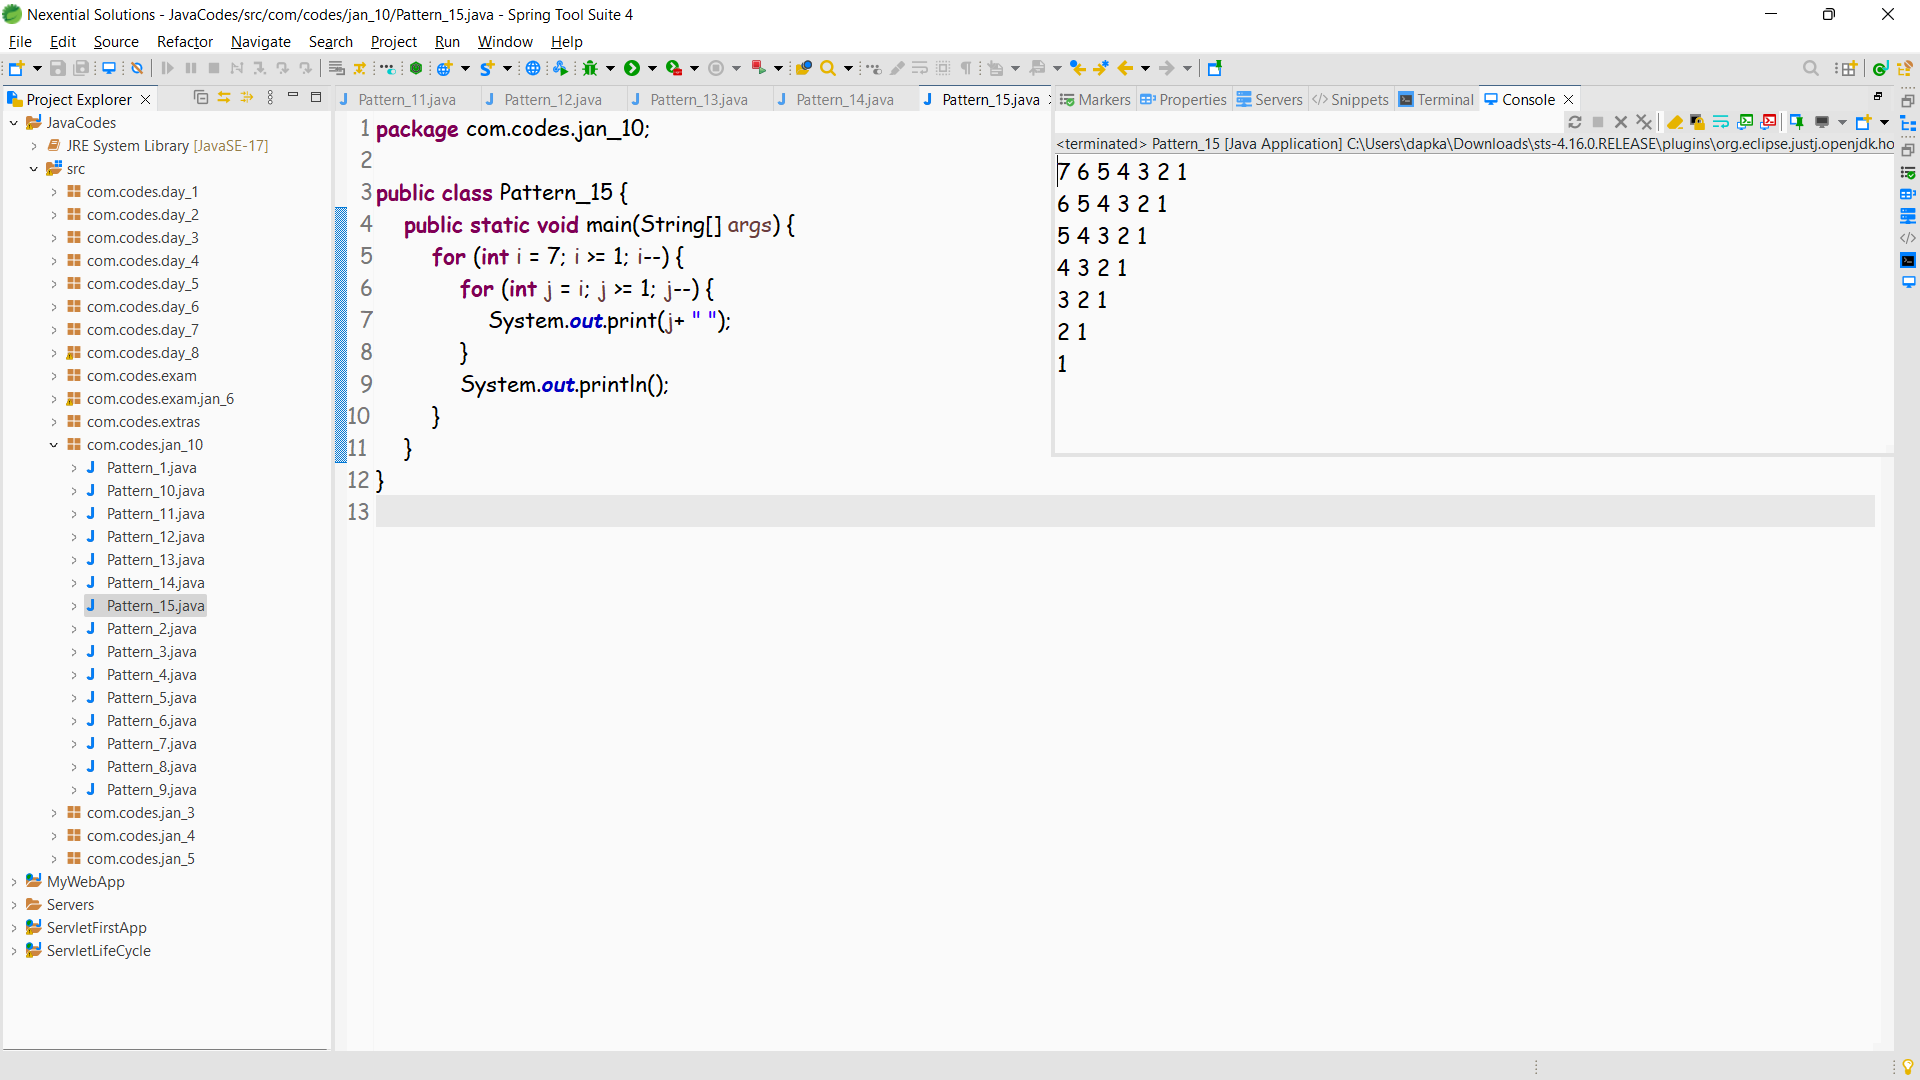 Nexential Solutions - JavaCodes/src/com/codes/jan_10/Pattern_15.java - Spring Tool Suite 4
File Edit Source Refactor Navigate Search Project Run Window Help
Project Explorer
JavaCodes
JRE System Library [JavaSE-17]
src
com.codes.day_1
com.codes.day_2
com.codes.day_3
com.codes.day_4
com.codes.day_5
com.codes.day_6
com.codes.day_7
com.codes.day_8
com.codes.exam
com.codes.exam.jan_6
com.codes.extras
com.codes.jan_10
Pattern_1.java
Pattern_10.java
Pattern_11.java
Pattern_12.java
Pattern_13.java
Pattern_14.java
Pattern_15.java
Pattern_2.java
Pattern_3.java
Pattern_4.java
Pattern_5.java
Pattern_6.java
Pattern_7.java
Pattern_8.java
Pattern_9.java
com.codes.jan_3
com.codes.jan_4
com.codes.jan_5
MyWebApp
Servers
ServletFirstApp
ServletLifeCycle
Pattern_11.java Pattern_12.java Pattern_13.java Pattern_14.java Pattern_15.java
1 package com.codes.jan_10;
2
3 public class Pattern_15 {
4 public static void main(String[] args) {
5 for (int i = 7; i >= 1; i--) {
6 for (int j = i; j >= 1; j--) {
7 System.out.print(j+ " ");
8 }
9 System.out.println();
10 }
11 }
12 }
13
Markers Properties Servers Snippets Terminal Console
<terminated> Pattern_15 [Java Application] C:\Users\dapka\Downloads\sts-4.16.0.RELEASE\plugins\org.eclipse.justj.openjdk.ho
7 6 5 4 3 2 1
6 5 4 3 2 1
5 4 3 2 1
4 3 2 1
3 2 1
2 1
1